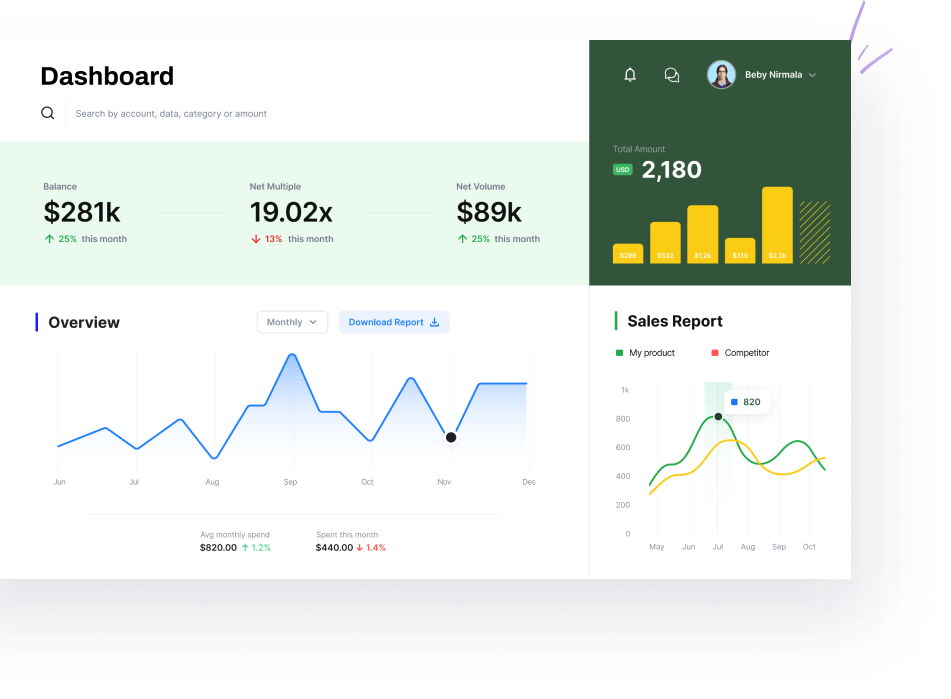 Dashboard
Search by account, data, category or amount
Beby Nirmala
Balance
$281k
25% this month
Net Multiple
19.02x
13% this month
Net Volume
$89k
25% this month
Total Amount
USD 2,180
$298 $632 $1,2k $316 $2,2k
Overview
Monthly
Download Report
Jun Jul Aug Sep Oct Nov Des
Avg monthly spend
$820.00 1.2%
Spent this month
$440.00 1.4%
Sales Report
My product Competitor
1k
820
800
600
400
200
0
May Jun Jul Aug Sep Oct